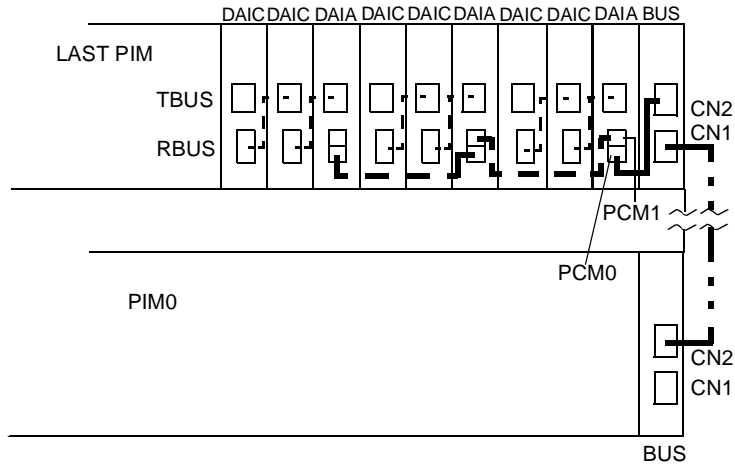 DAIC DAIC DAIA DAIC DAIC DAIA DAIC DAIC DAIA BUS
LAST PIM
TBUS
CN2
CN1
RBUS
PCM1
PCM0
PIM0
CN2
CN1
BUS